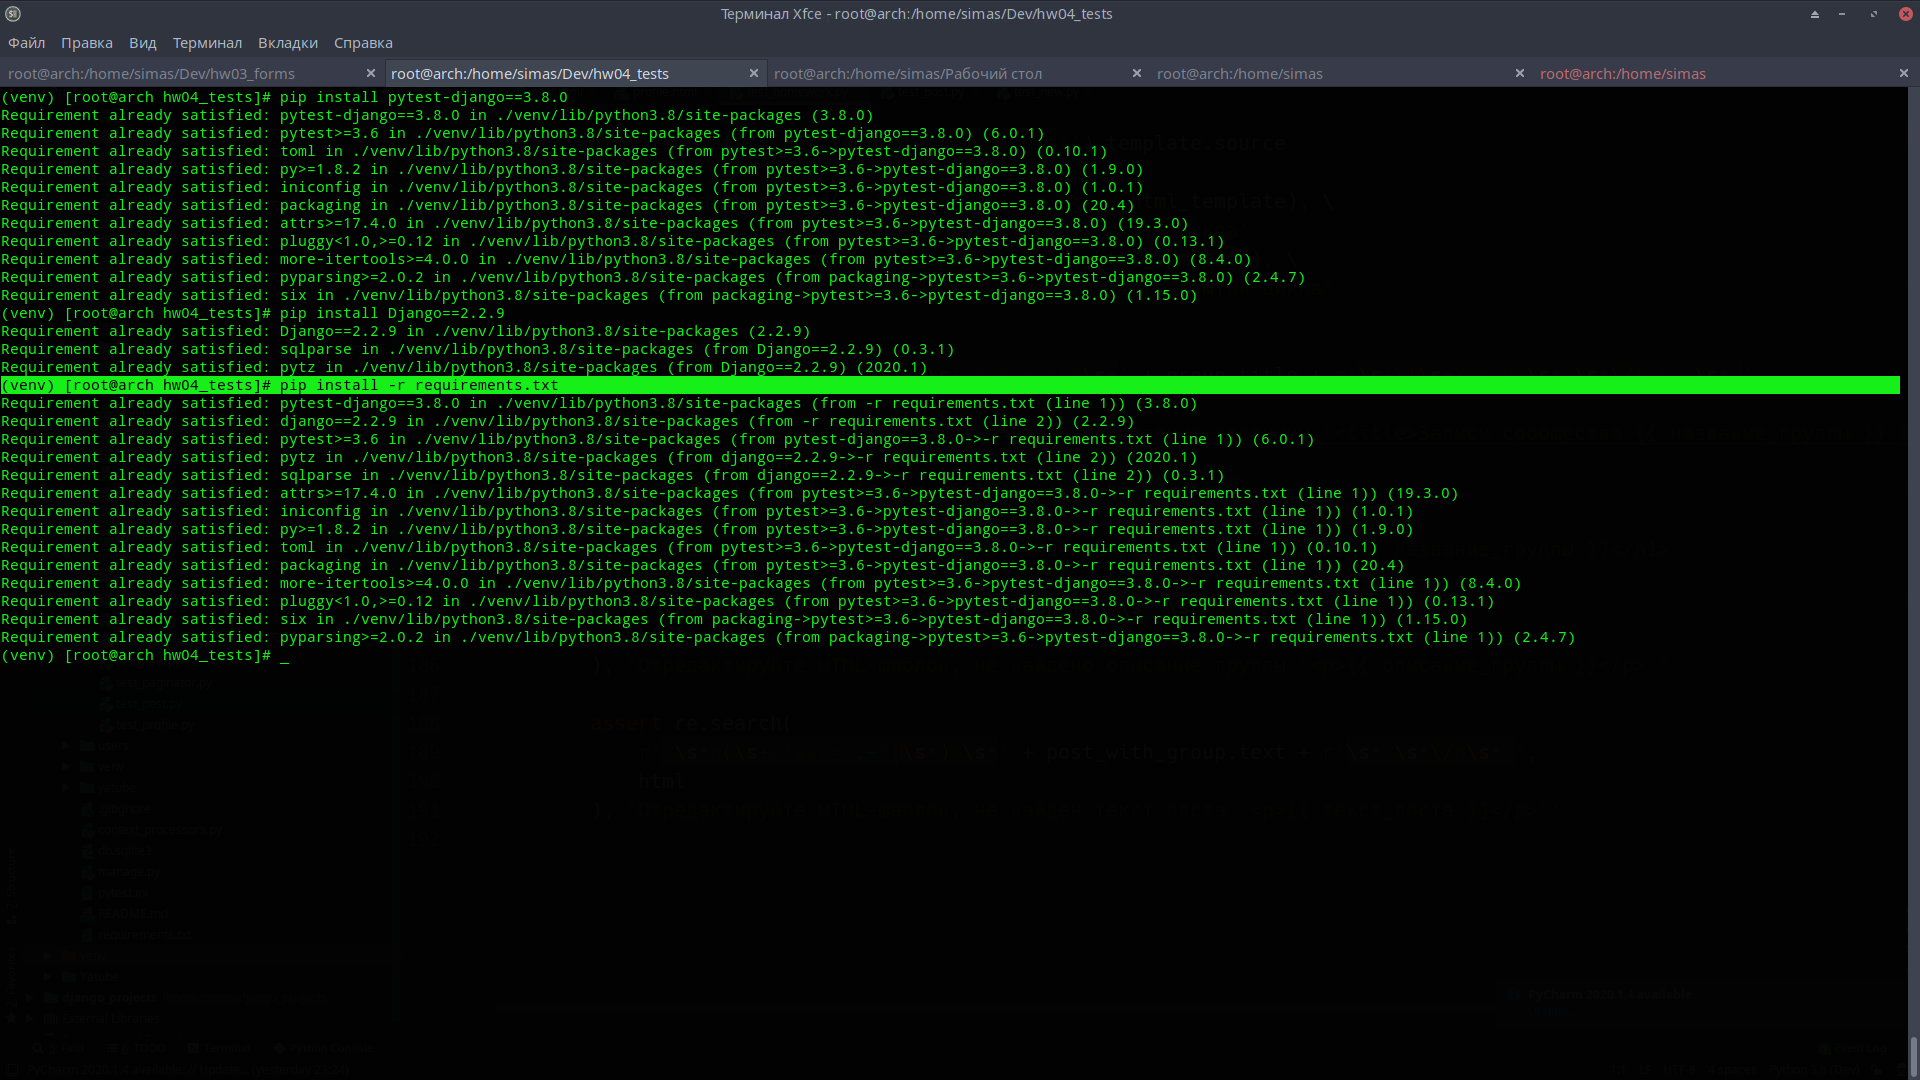 Терминал Xfce - root@arch:/home/simas/Dev/hw04_tests
Файл Правка Вид Терминал Вкладки Справка
root@arch:/home/simas/Dev/hw03_forms root@arch:/home/simas/Dev/hw04_tests root@arch:/home/simas/Рабочий стол root@arch:/home/simas root@arch:/home/simas
(venv) [root@arch hw04_tests]# pip install pytest-django==3.8.0
Requirement already satisfied: pytest-django==3.8.0 in ./venv/lib/python3.8/site-packages (3.8.0)
Requirement already satisfied: pytest>=3.6 in ./venv/lib/python3.8/site-packages (from pytest-django==3.8.0) (6.0.1)
Requirement already satisfied: toml in ./venv/lib/python3.8/site-packages (from pytest>=3.6->pytest-django==3.8.0) (0.10.1)
Requirement already satisfied: py>=1.8.2 in ./venv/lib/python3.8/site-packages (from pytest>=3.6->pytest-django==3.8.0) (1.9.0)
Requirement already satisfied: iniconfig in ./venv/lib/python3.8/site-packages (from pytest>=3.6->pytest-django==3.8.0) (1.0.1)
Requirement already satisfied: packaging in ./venv/lib/python3.8/site-packages (from pytest>=3.6->pytest-django==3.8.0) (20.4)
Requirement already satisfied: attrs>=17.4.0 in ./venv/lib/python3.8/site-packages (from pytest>=3.6->pytest-django==3.8.0) (19.3.0)
Requirement already satisfied: pluggy<1.0,>=0.12 in ./venv/lib/python3.8/site-packages (from pytest>=3.6->pytest-django==3.8.0) (0.13.1)
Requirement already satisfied: more-itertools>=4.0.0 in ./venv/lib/python3.8/site-packages (from pytest>=3.6->pytest-django==3.8.0) (8.4.0)
Requirement already satisfied: pyparsing>=2.0.2 in ./venv/lib/python3.8/site-packages (from packaging->pytest>=3.6->pytest-django==3.8.0) (2.4.7)
Requirement already satisfied: six in ./venv/lib/python3.8/site-packages (from packaging->pytest>=3.6->pytest-django==3.8.0) (1.15.0)
(venv) [root@arch hw04_tests]# pip install Django==2.2.9
Requirement already satisfied: Django==2.2.9 in ./venv/lib/python3.8/site-packages (2.2.9)
Requirement already satisfied: sqlparse in ./venv/lib/python3.8/site-packages (from Django==2.2.9) (0.3.1)
Requirement already satisfied: pytz in ./venv/lib/python3.8/site-packages (from Django==2.2.9) (2020.1)
(venv) [root@arch hw04_tests]# pip install -r requirements.txt
Requirement already satisfied: pytest-django==3.8.0 in ./venv/lib/python3.8/site-packages (from -r requirements.txt (line 1)) (3.8.0)
Requirement already satisfied: django==2.2.9 in ./venv/lib/python3.8/site-packages (from -r requirements.txt (line 2)) (2.2.9)
Requirement already satisfied: pytest>=3.6 in ./venv/lib/python3.8/site-packages (from pytest-django==3.8.0->-r requirements.txt (line 1)) (6.0.1)
Requirement already satisfied: pytz in ./venv/lib/python3.8/site-packages (from django==2.2.9->-r requirements.txt (line 2)) (2020.1)
Requirement already satisfied: sqlparse in ./venv/lib/python3.8/site-packages (from django==2.2.9->-r requirements.txt (line 2)) (0.3.1)
Requirement already satisfied: attrs>=17.4.0 in ./venv/lib/python3.8/site-packages (from pytest>=3.6->pytest-django==3.8.0->-r requirements.txt (line 1)) (19.3.0)
Requirement already satisfied: iniconfig in ./venv/lib/python3.8/site-packages (from pytest>=3.6->pytest-django==3.8.0->-r requirements.txt (line 1)) (1.0.1)
Requirement already satisfied: py>=1.8.2 in ./venv/lib/python3.8/site-packages (from pytest>=3.6->pytest-django==3.8.0->-r requirements.txt (line 1)) (1.9.0)
Requirement already satisfied: toml in ./venv/lib/python3.8/site-packages (from pytest>=3.6->pytest-django==3.8.0->-r requirements.txt (line 1)) (0.10.1)
Requirement already satisfied: packaging in ./venv/lib/python3.8/site-packages (from pytest>=3.6->pytest-django==3.8.0->-r requirements.txt (line 1)) (20.4)
Requirement already satisfied: more-itertools>=4.0.0 in ./venv/lib/python3.8/site-packages (from pytest>=3.6->pytest-django==3.8.0->-r requirements.txt (line 1)) (8.4.0)
Requirement already satisfied: pluggy<1.0,>=0.12 in ./venv/lib/python3.8/site-packages (from pytest>=3.6->pytest-django==3.8.0->-r requirements.txt (line 1)) (0.13.1)
Requirement already satisfied: six in ./venv/lib/python3.8/site-packages (from packaging->pytest>=3.6->pytest-django==3.8.0->-r requirements.txt (line 1)) (1.15.0)
Requirement already satisfied: pyparsing>=2.0.2 in ./venv/lib/python3.8/site-packages (from packaging->pytest>=3.6->pytest-django==3.8.0->-r requirements.txt (line 1)) (2.4.7)
(venv) [root@arch hw04_tests]# _